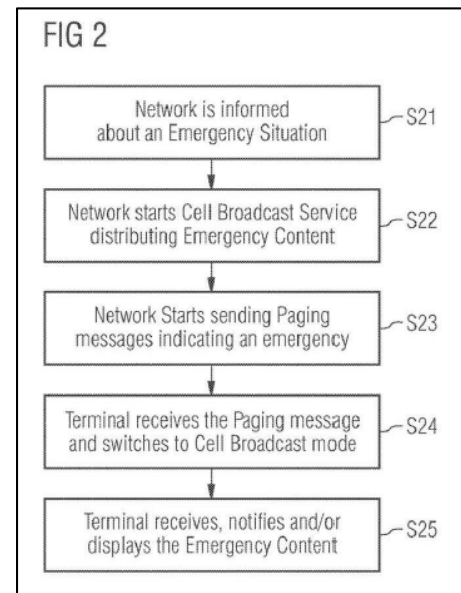 FIG 2
Network is informed
about an Emergency Situation
S21
Network starts Cell Broadcast Service
distributing Emergency Content
S22
Network Starts sending Paging
messages indicating an emergency
S23
Terminal receives the Paging message
and switches to Cell Broadcast mode
S24
Terminal receives, notifies and/or
displays the Emergency Content
S25